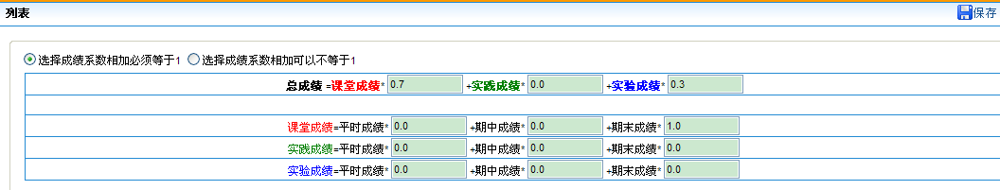 列表 保存
选择成绩系数相加必须等于1 选择成绩系数相加可以不等于1
总成绩 =课堂成绩* 0.7 +实践成绩* 0.0 +实验成绩* 0.3
课堂成绩=平时成绩* 0.0 +期中成绩* 0.0 +期末成绩* 1.0
实践成绩=平时成绩* 0.0 +期中成绩* 0.0 +期末成绩* 0.0
实验成绩=平时成绩* 0.0 +期中成绩* 0.0 +期末成绩* 0.0